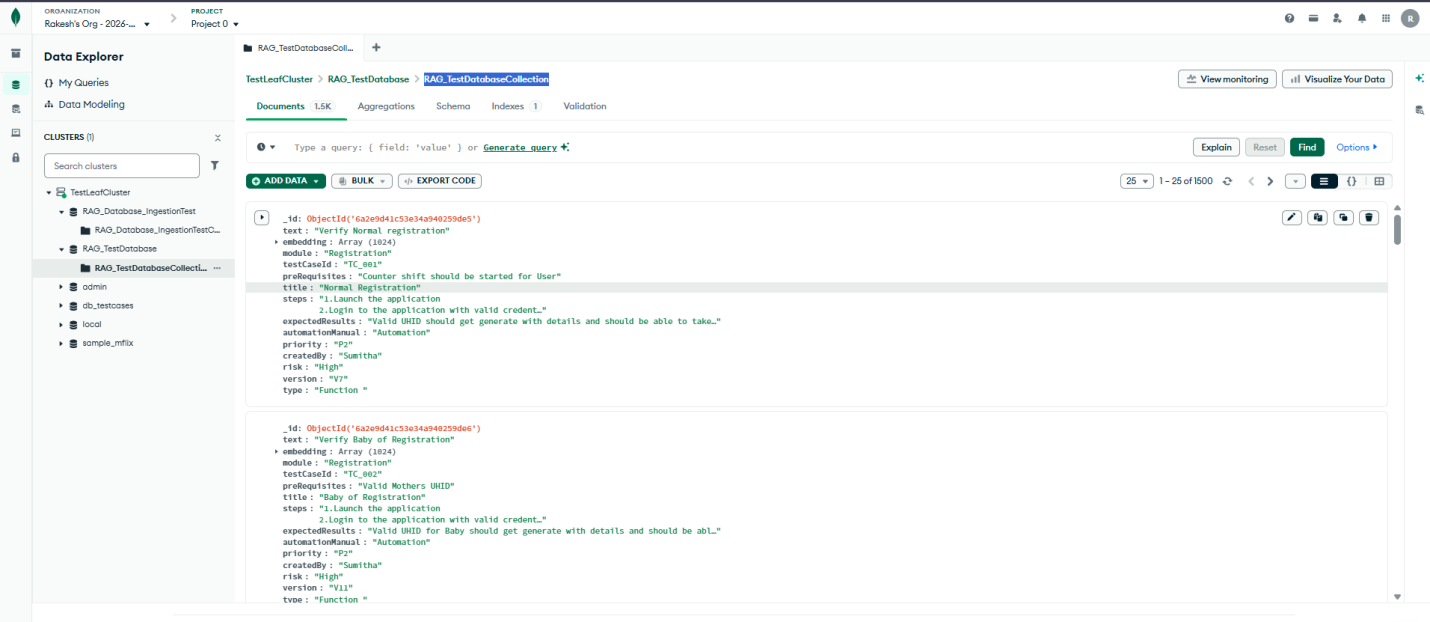 ORGANIZATION
Rakesh's Org - 2026-...
PROJECT
Project 0
R
Data Explorer
{} My Queries
Data Modeling
CLUSTERS (1)
Search clusters
TestLeafCluster
RAG_Database_IngestionTest
RAG_Database_IngestionTestC...
RAG_TestDatabase
RAG_TestDatabaseCollecti... ...
admin
db_testcases
local
sample_mflix
RAG_TestDatabaseColl... +
TestLeafCluster > RAG_TestDatabase > RAG_TestDatabaseCollection
View monitoring
Visualize Your Data
Documents 1.5K Aggregations Schema Indexes 1 Validation
Type a query: { field: 'value' } or Generate query
Explain Reset Find Options
ADD DATA BULK EXPORT CODE
25 1 – 25 of 1500 {}
_id: ObjectId('6a2e9d41c53e34a940259de5')
text : "Verify Normal registration"
embedding : Array (1024)
module : "Registration"
testCaseId : "TC_001"
preRequisites : "Counter shift should be started for User"
title : "Normal Registration"
steps : "1.Launch the application
2.Login to the application with valid credent…"
expectedResults : "Valid UHID should get generate with details and should be able to take…"
automationManual : "Automation"
priority : "P2"
createdBy : "Sumitha"
risk : "High"
version : "V7"
type : "Function "
_id: ObjectId('6a2e9d41c53e34a940259de6')
text : "Verify Baby of Registration"
embedding : Array (1024)
module : "Registration"
testCaseId : "TC_002"
preRequisites : "Valid Mothers UHID"
title : "Baby of Registration"
steps : "1.Launch the application
2.Login to the application with valid credent…"
expectedResults : "Valid UHID for Baby should get generate with details and should be abl…"
automationManual : "Automation"
priority : "P2"
createdBy : "Sumitha"
risk : "High"
version : "V11"
type : "Function "